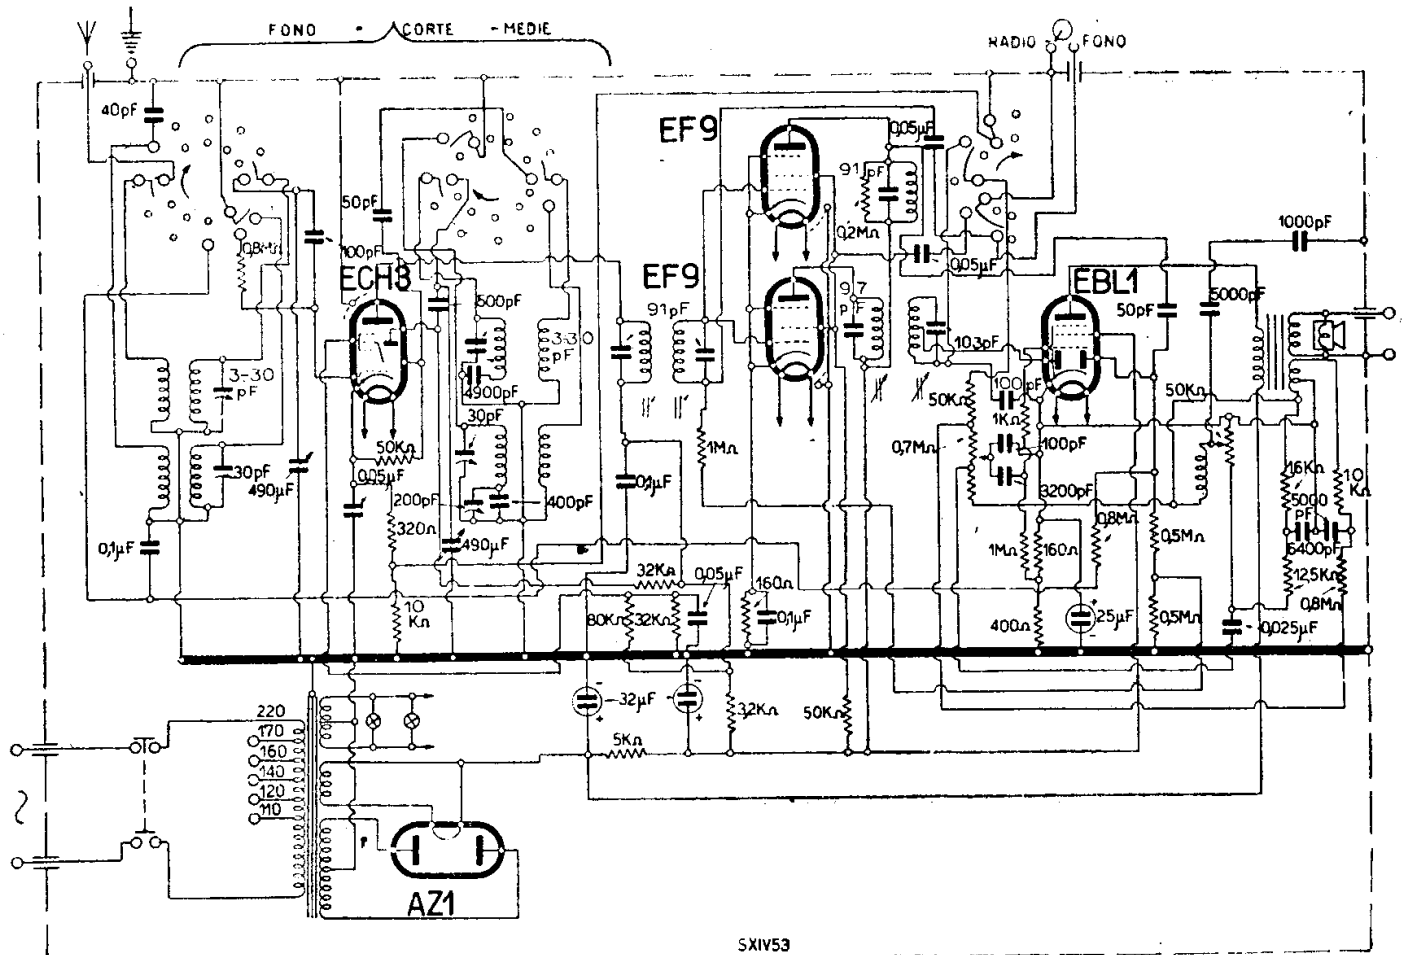 FONO - CORTE - MEDIE
RADIO - FONO
40pF
EF9
0,05µF
91
pF
50pF
0,2MΩ
1000pF
0,8MΩ
100pF
ECH3
EF9
0,05µF
EBL1
500pF
91pF
97
pF
50pF
5000pF
3-30
pF
103pF
3-30
pF
4900pF
100pF
50KΩ
50KΩ
1KΩ
30pF
50KΩ
1MΩ
0,7MΩ
100pF
30pF
490µF
0,05µF
0,1µF
16KΩ
10
KΩ
200pF
400pF
3200pF
0,8MΩ
5000
pF
320Ω
0,1µF
490µF
1MΩ
160Ω
0,5MΩ
6400pF
32KΩ
0,05µF
160Ω
12,5KΩ
10
KΩ
80KΩ
32KΩ
0,1µF
400Ω
25µF
0,5MΩ
0,8MΩ
0,025µF
32µF
3,2KΩ
50KΩ
220
170
160
140
120
110
5KΩ
AZ1
SXIV53